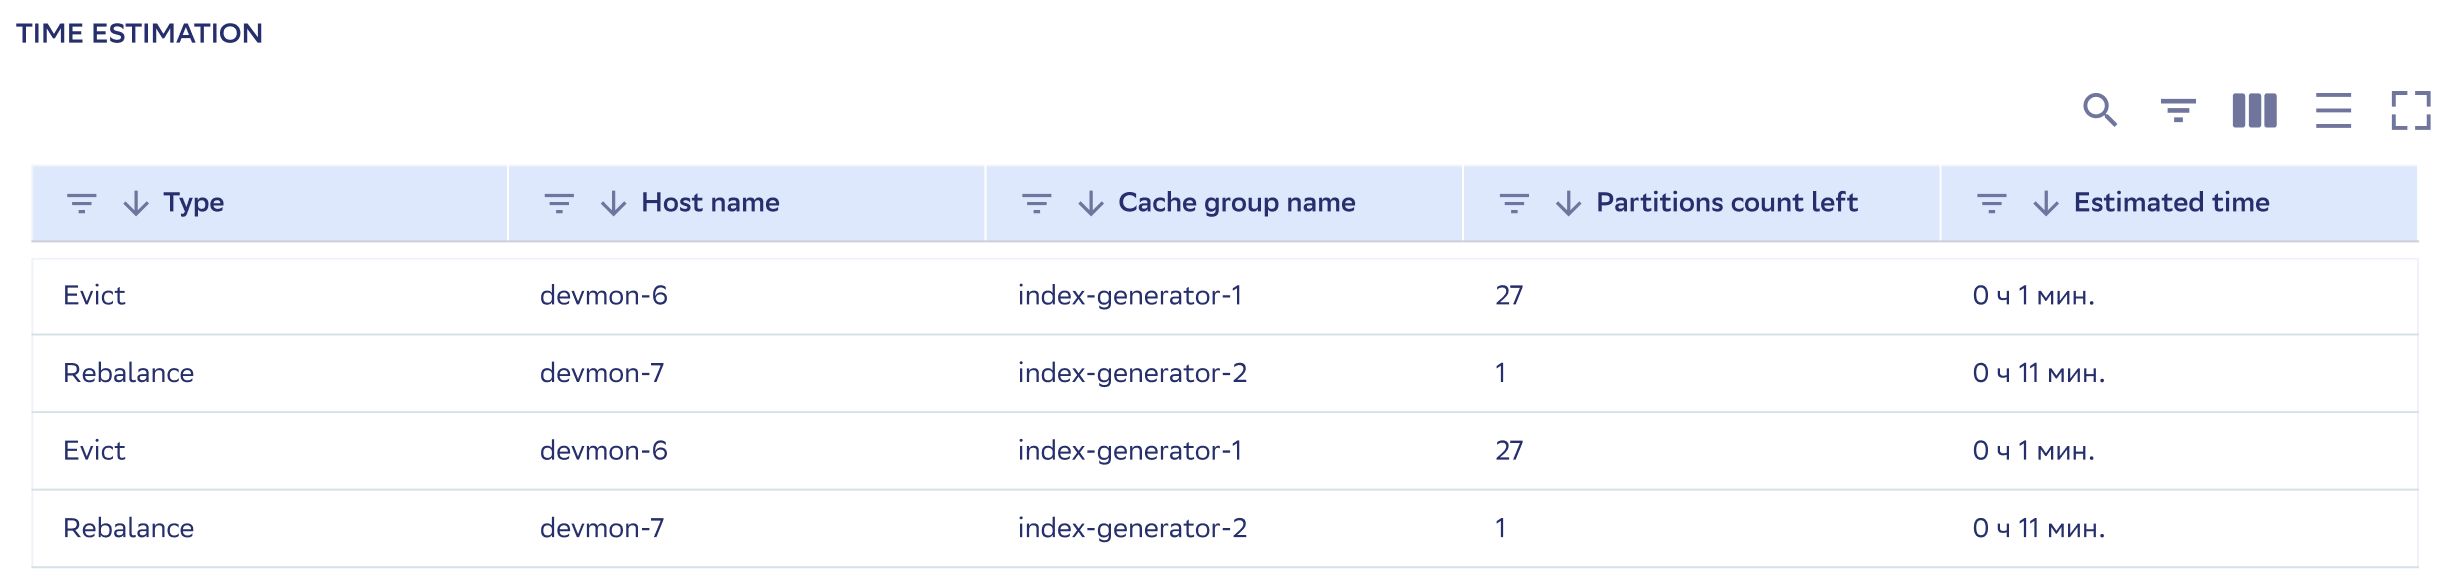 TIME ESTIMATION
Type Host name Cache group name Partitions count left Estimated time
Evict devmon-6 index-generator-1 27 0 ч 1 мин.
Rebalance devmon-7 index-generator-2 1 0 ч 11 мин.
Evict devmon-6 index-generator-1 27 0 ч 1 мин.
Rebalance devmon-7 index-generator-2 1 0 ч 11 мин.